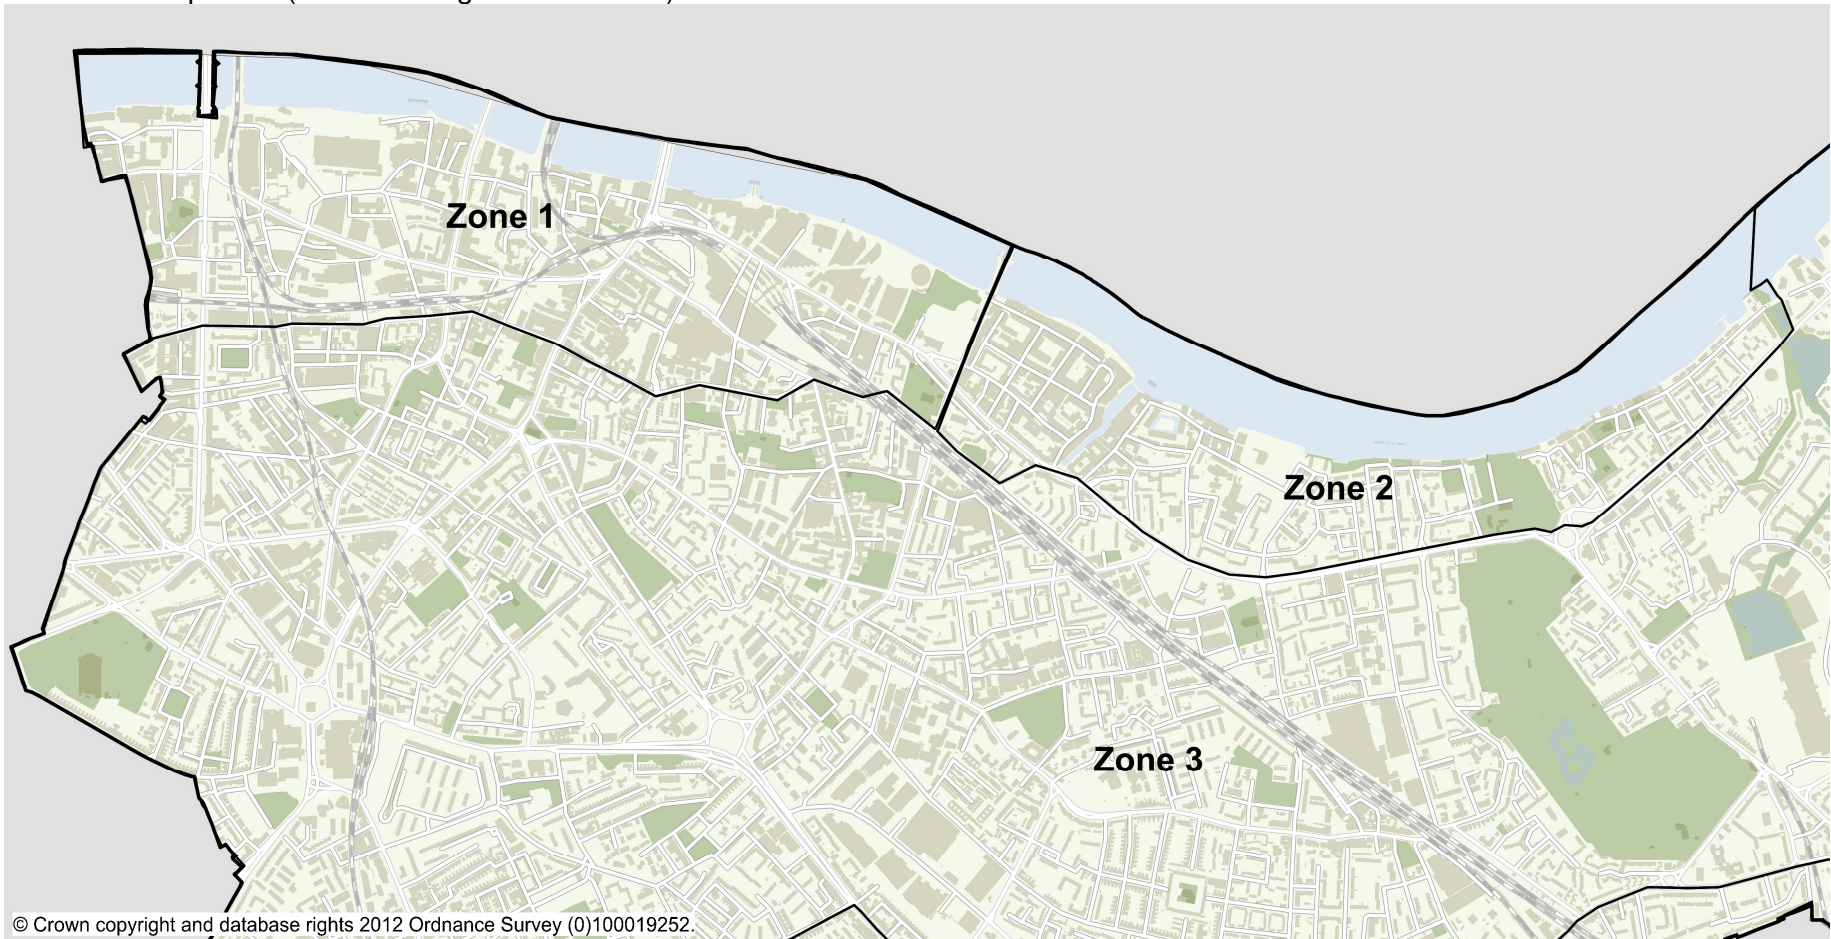 Zone 1
Zone 2
Zone 3
© Crown copyright and database rights 2012 Ordnance Survey (0)100019252.